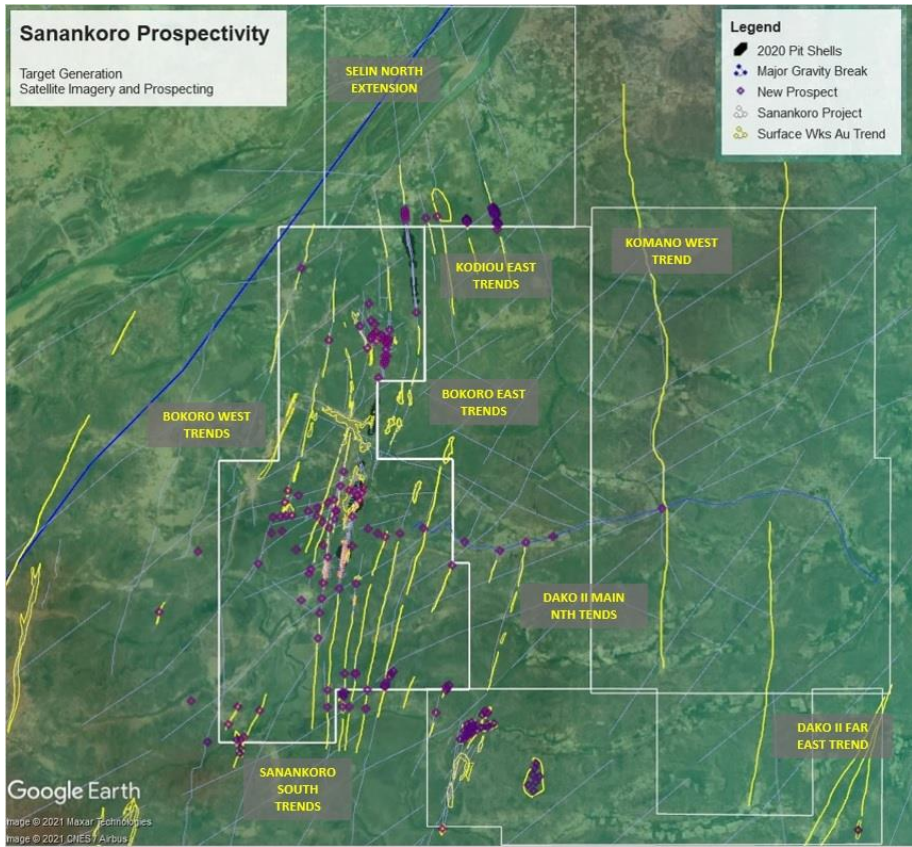 Sanankoro Prospectivity
Target Generation
Satellite Imagery and Prospecting
Legend
2020 Pit Shells
Major Gravity Break
New Prospect
Sanankoro Project
Surface Wks Au Trend
SELIN NORTH
EXTENSION
KOMANO WEST
TREND
KODIOU EAST
TRENDS
BOKORO EAST
TRENDS
BOKORO WEST
TRENDS
DAKO II MAIN
NTH TENDS
DAKO II FAR
EAST TREND
SANANKORO
SOUTH
TRENDS
Google Earth
mage © 2021 Maxar Technologies
mage © 2021 CNES / Airbus